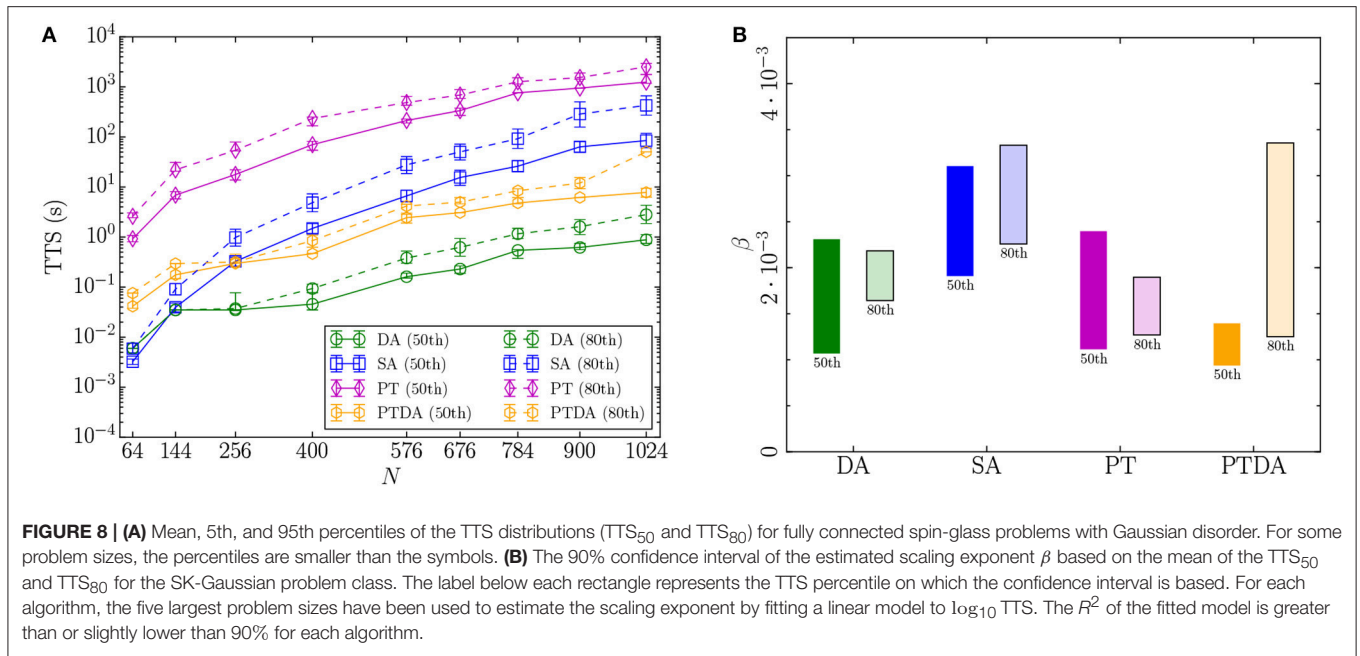 A
10^4
10^3
10^2
10^1
10^0
10^−1
10^−2
10^−3
10^−4
TTS (s)
64 144 256 400 576 676 784 900 1024
N
DA (50th) DA (80th)
SA (50th) SA (80th)
PT (50th) PT (80th)
PTDA (50th) PTDA (80th)
B
4 · 10^−3
2 · 10^−3
0
β
50th 80th 50th 80th 50th 80th 50th 80th
DA SA PT PTDA
FIGURE 8 | (A) Mean, 5th, and 95th percentiles of the TTS distributions (TTS50 and TTS80) for fully connected spin-glass problems with Gaussian disorder. For some
problem sizes, the percentiles are smaller than the symbols. (B) The 90% confidence interval of the estimated scaling exponent β based on the mean of the TTS50
and TTS80 for the SK-Gaussian problem class. The label below each rectangle represents the TTS percentile on which the confidence interval is based. For each
algorithm, the five largest problem sizes have been used to estimate the scaling exponent by fitting a linear model to log10 TTS. The R^2 of the fitted model is greater
than or slightly lower than 90% for each algorithm.